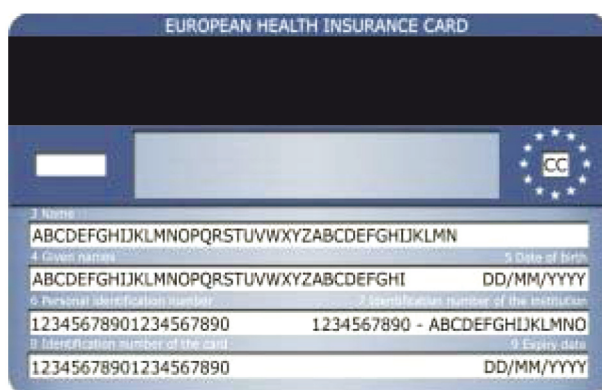 EUROPEAN HEALTH INSURANCE CARD
CC
3 Name
ABCDEFGHIJKLMNOPQRSTUVWXYZABCDEFGHIJKLMN
4 Given names 5 Date of birth
ABCDEFGHIJKLMNOPQRSTUVWXYZABCDEFGHI DD/MM/YYYY
6 Personal identification number 7 Identification number of the institution
12345678901234567890 1234567890 - ABCDEFGHIJKLMNO
8 Identification number of the card 9 Expiry date
12345678901234567890 DD/MM/YYYY